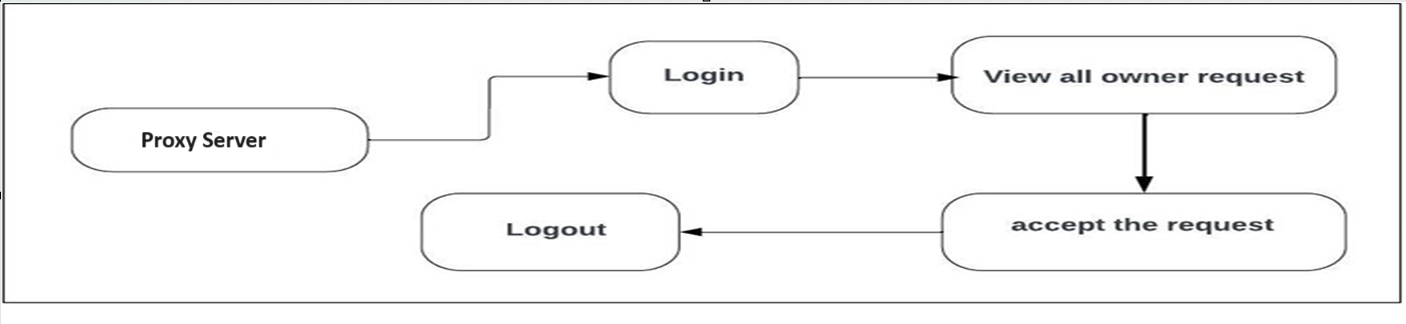 Login
View all owner request
Proxy Server
accept the request
Logout